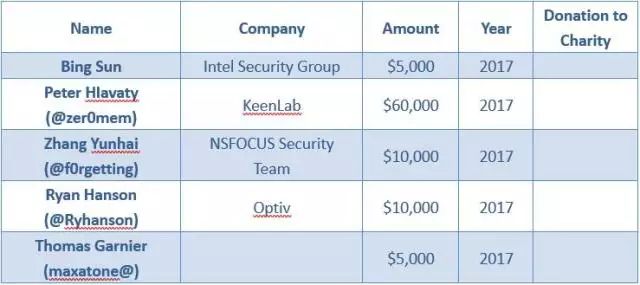 Name Company Amount Year Donation to
Charity
Bing Sun Intel Security Group $5,000 2017
Peter Hlavaty
(@zer0mem) KeenLab $60,000 2017
Zhang Yunhai
(@f0rgetting) NSFOCUS Security
Team $10,000 2017
Ryan Hanson
(@Ryhanson) Optiv $10,000 2017
Thomas Garnier
(maxatone@) $5,000 2017